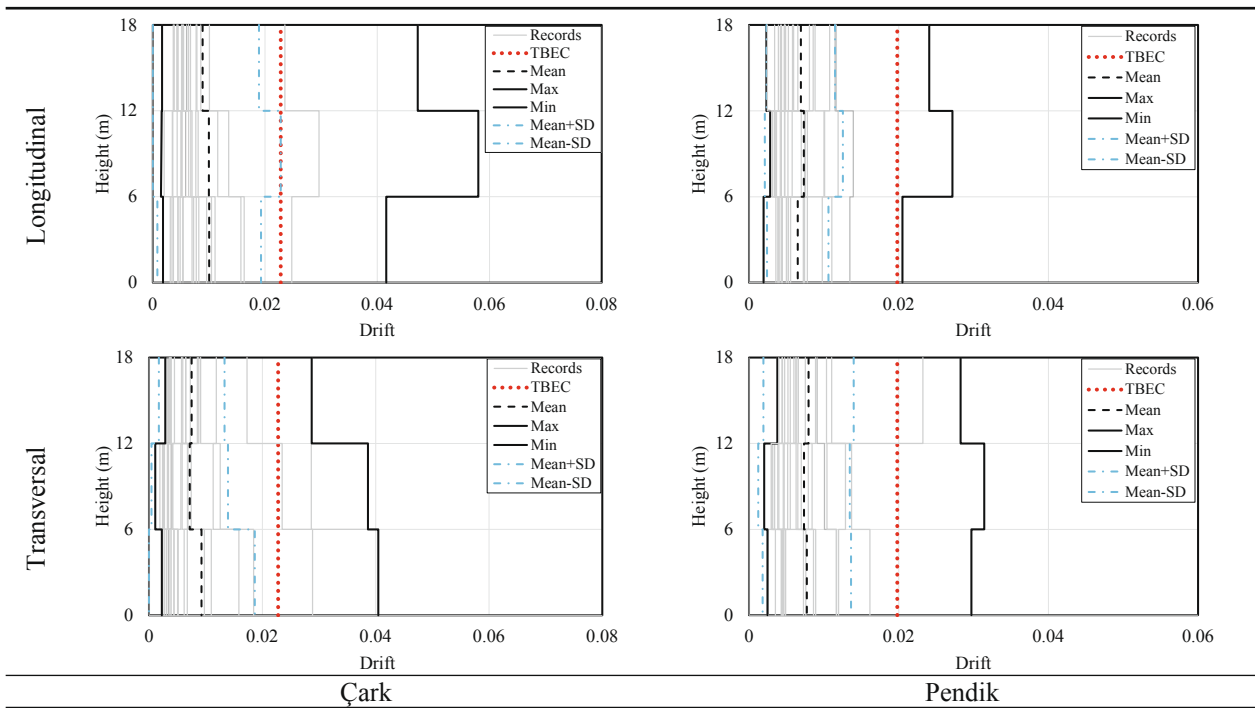 Longitudinal
Height (m)
18
12
6
0
0
0.02
0.04
0.06
0.08
Drift
Records
TBEC
Mean
Max
Min
Mean+SD
Mean-SD
Height (m)
18
12
6
0
0
0.02
0.04
0.06
Drift
Records
TBEC
Mean
Max
Min
Mean+SD
Mean-SD
Transversal
Height (m)
18
12
6
0
0
0.02
0.04
0.06
0.08
Drift
Records
TBEC
Mean
Max
Min
Mean+SD
Mean-SD
Height (m)
18
12
6
0
0
0.02
0.04
0.06
Drift
Records
TBEC
Mean
Max
Min
Mean+SD
Mean-SD
Çark
Pendik